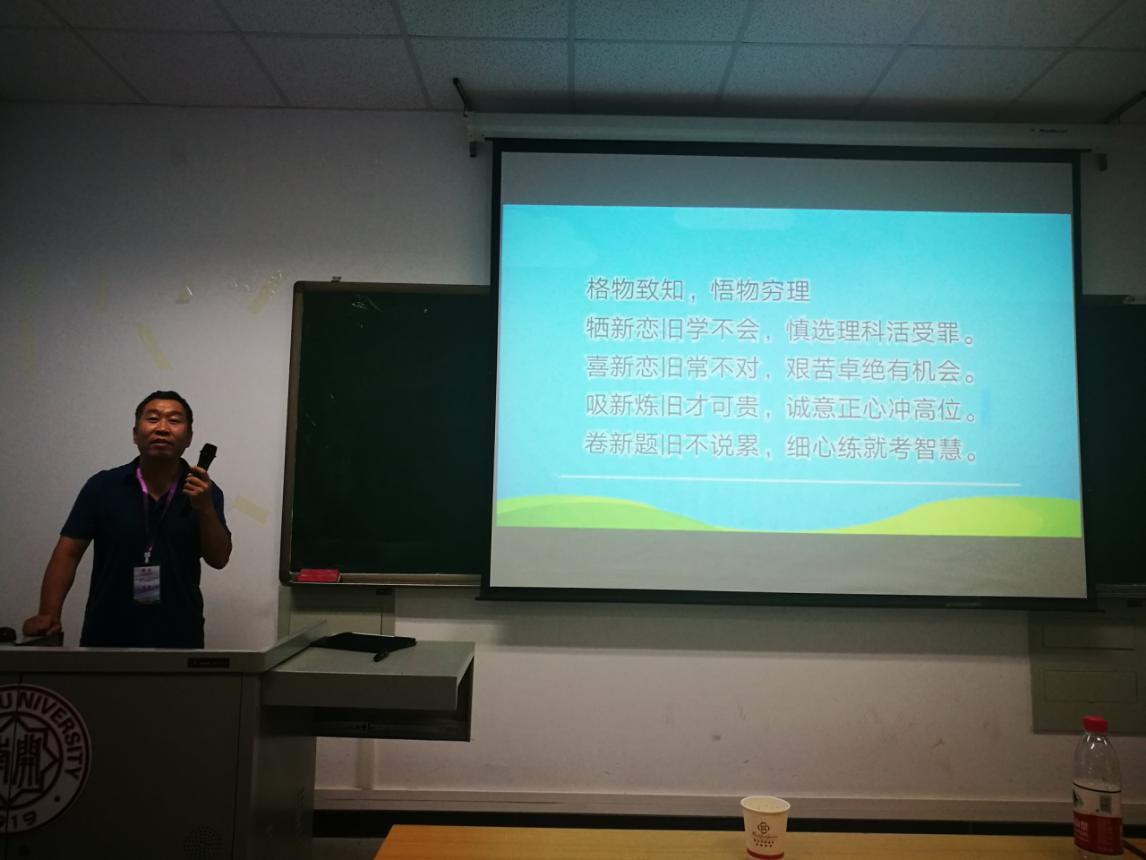 格物致知，悟物穷理
牺新恋旧学不会，慎选理科活受罪。
喜新恋旧常不对，艰苦卓绝有机会。
吸新炼旧才可贵，诚意正心冲高位。
卷新题旧不说累，细心练就考智慧。
UNIVERSITY
1919